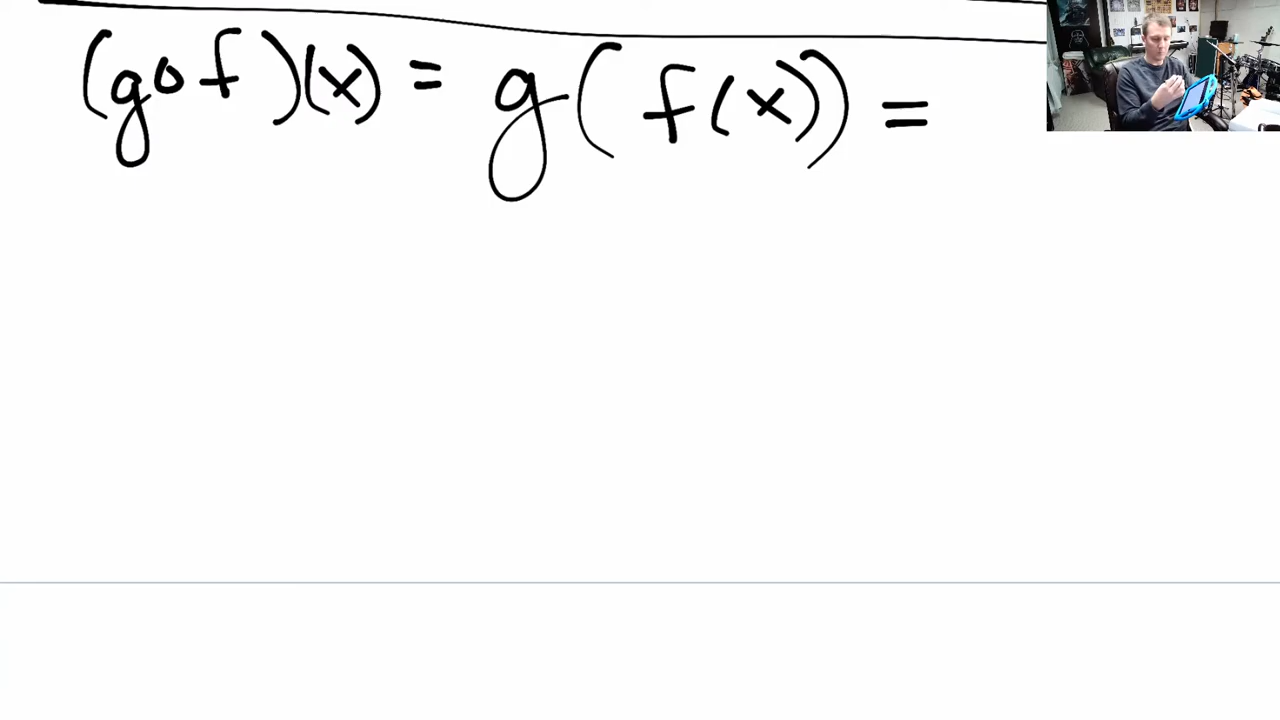 (g∘f)(x) = g(f(x)) =